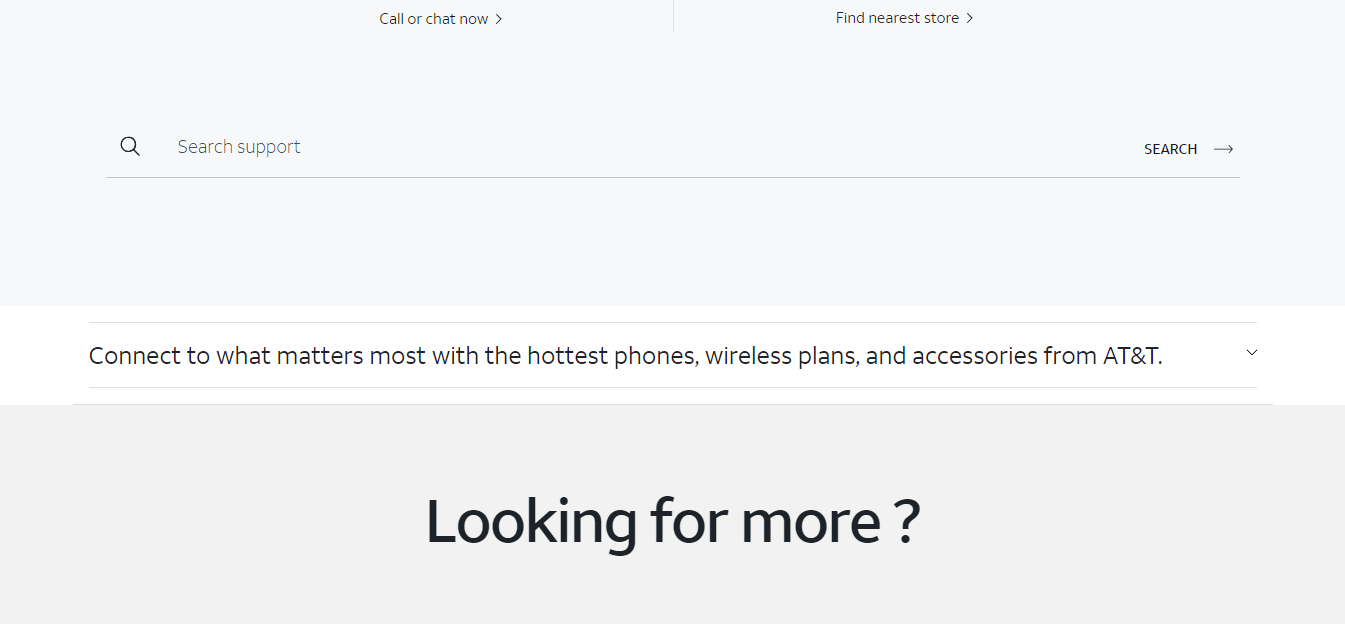 Call or chat now
Find nearest store
Search support
SEARCH
Connect to what matters most with the hottest phones, wireless plans, and accessories from AT&T.
Looking for more ?